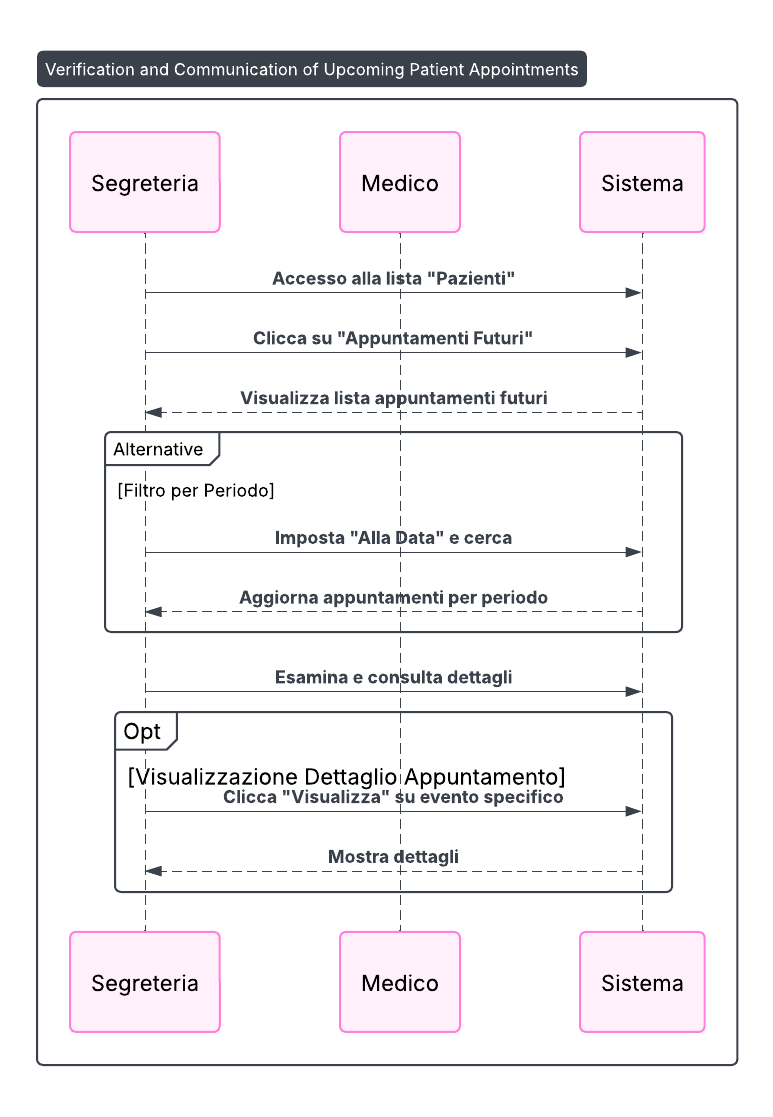 Verification and Communication of Upcoming Patient Appointments
Segreteria
Medico
Sistema
Accesso alla lista "Pazienti"
Clicca su "Appuntamenti Futuri"
Visualizza lista appuntamenti futuri
Alternative
[Filtro per Periodo]
Imposta "Alla Data" e cerca
Aggiorna appuntamenti per periodo
Esamina e consulta dettagli
Opt
[Visualizzazione Dettaglio Appuntamento]
Clicca "Visualizza" su evento specifico
Mostra dettagli
Segreteria
Medico
Sistema